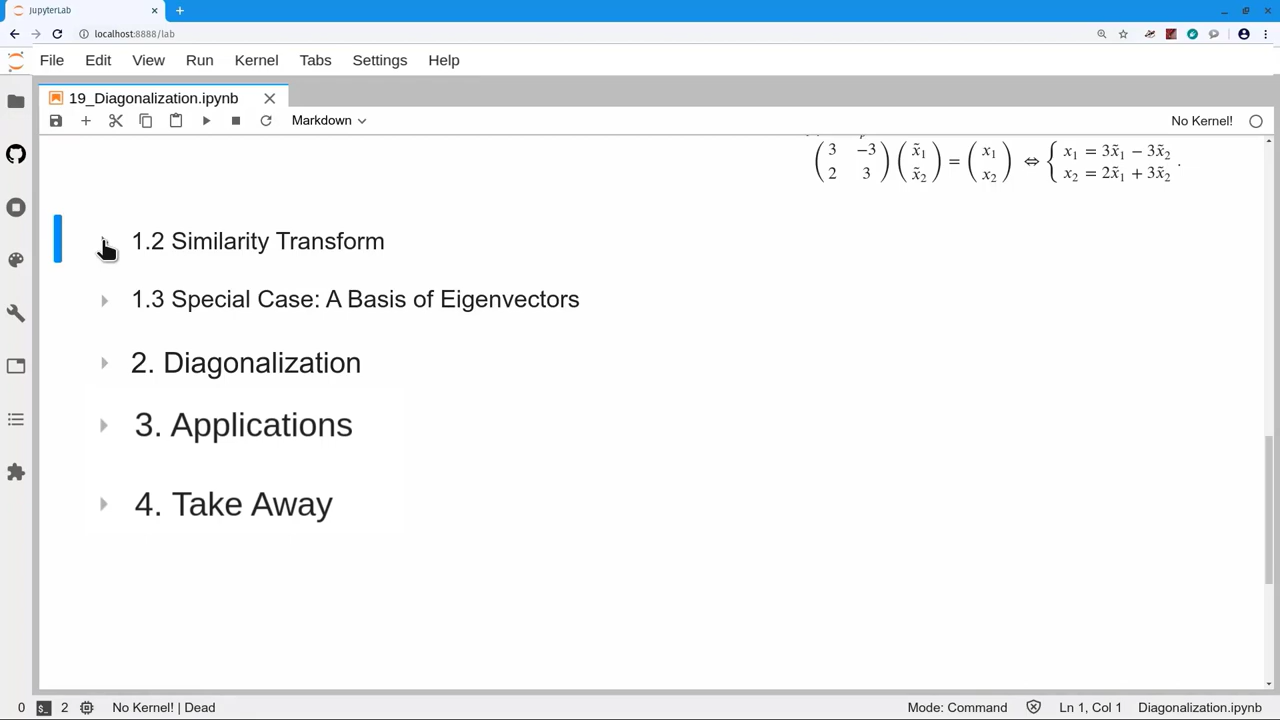 JupyterLab
localhost:8888/lab
File Edit View Run Kernel Tabs Settings Help
19_Diagonalization.ipynb
Markdown
No Kernel!
( 3 −3 ) ( x̃₁ ) = ( x₁ ) ⇔ { x₁ = 3x̃₁ − 3x̃₂
( 2 3 ) ( x̃₂ ) ( x₂ ) { x₂ = 2x̃₁ + 3x̃₂ .
1.2 Similarity Transform
1.3 Special Case: A Basis of Eigenvectors
2. Diagonalization
3. Applications
4. Take Away
0 2 No Kernel! | Dead Mode: Command Ln 1, Col 1 Diagonalization.ipynb